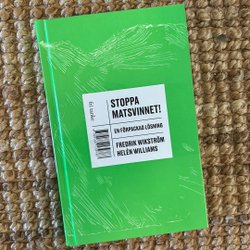 STOPPA
MATSVINNET!
EN FÖRPACKAD LÖSNING
FREDRIK WIKSTRÖM
HELÉN WILLIAMS